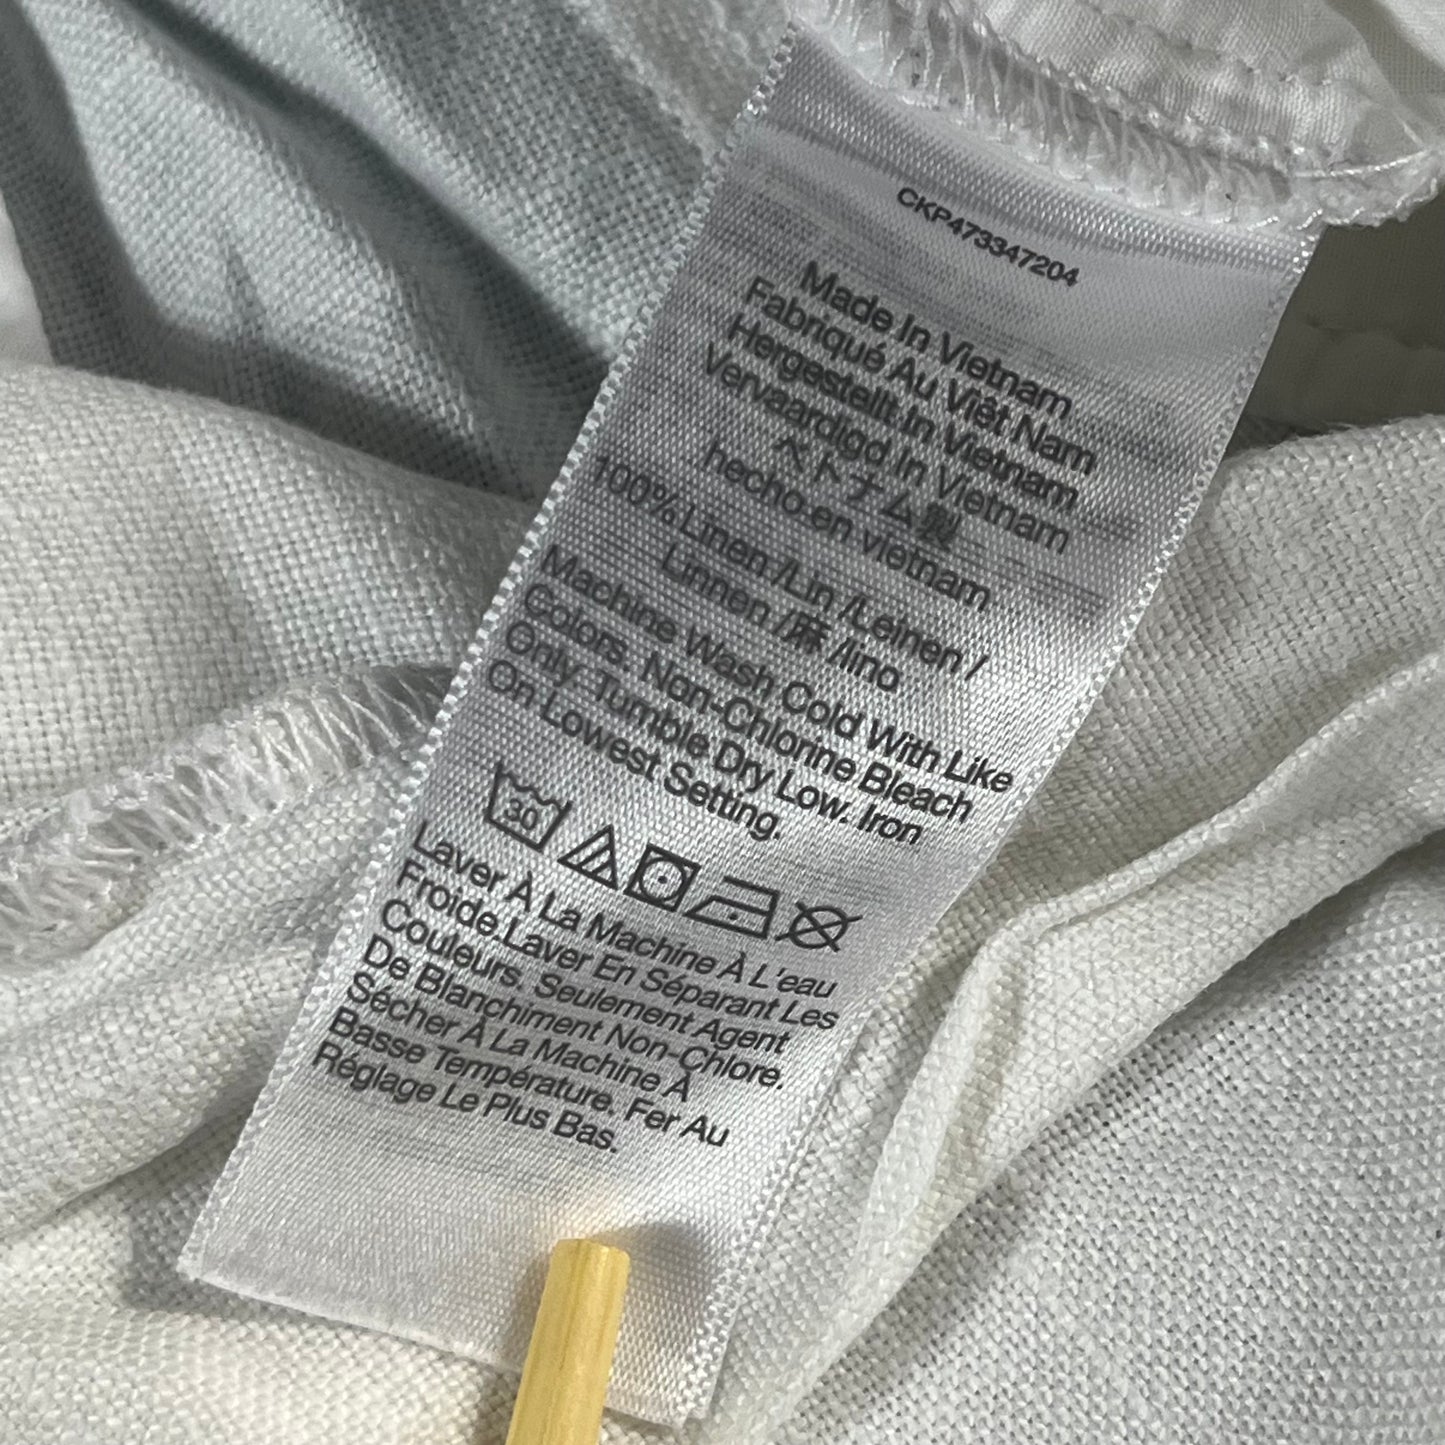 CKP473347204
Made In Vietnam
Fabriqué Au Viêt Nam
Hergestellt In Vietnam
Vervaardigd In Vietnam
ベトナム製
hecho en vietnam
100% Linen /Lin /Leinen /
Linnen /麻 /lino
Machine Wash Cold With Like
Colors. Non-Chlorine Bleach
Only. Tumble Dry Low. Iron
On Lowest Setting.
30
Laver À La Machine À L'eau
Froide.Laver En Séparant Les
Couleurs. Seulement Agent
De Blanchiment Non-Chlore.
Sécher À La Machine À
Basse Température. Fer Au
Réglage Le Plus Bas.